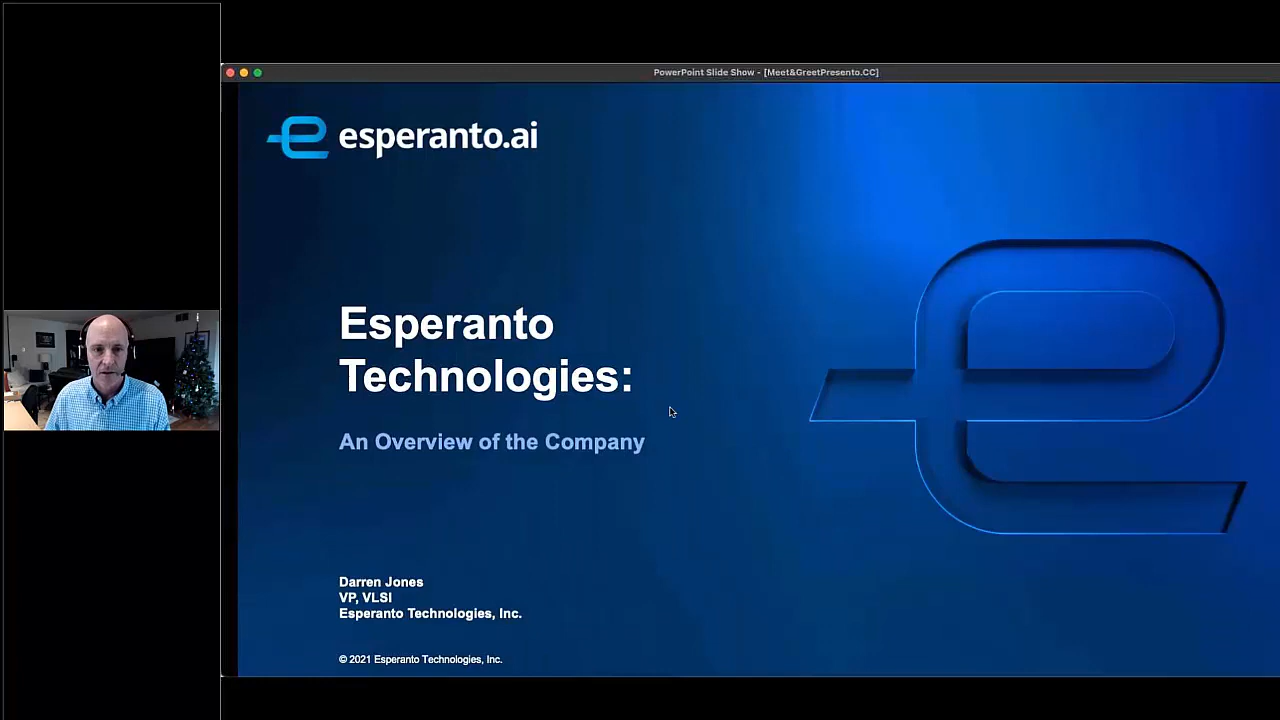 PowerPoint Slide Show - [Meet&GreetPresento.CC]
esperanto.ai
Esperanto
Technologies:
An Overview of the Company
Darren Jones
VP, VLSI
Esperanto Technologies, Inc.
© 2021 Esperanto Technologies, Inc.